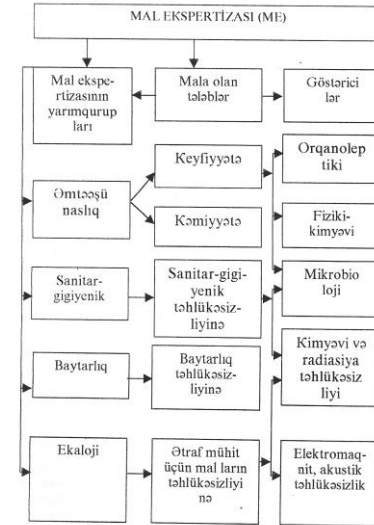 MAL EKSPERTİZASI (ME)
Mal ekspe-
rtizasının
yarımqurup
ları
Mala olan
tələblər
Göstərici
lər
Əmtəəşü
naslıq
Keyfiyyətə
Kəmiyyətə
Orqanolep
tiki
Fiziki-
kimyəvi
Sanitar-
gigiyenik
Sanitar-gigi-
yenik
təhlükəsiz-
liyinə
Mikrobio
loji
Baytarlıq
Baytarlıq
təhlükəsiz-
liyinə
Kimyəvi və
radiasiya
təhlükəsiz
liyi
Ekaloji
Ətraf mühit
üçün mal ların
təhlükəsizliyi
nə
Elektromaq-
nit, akustik
təhlükəsizlik